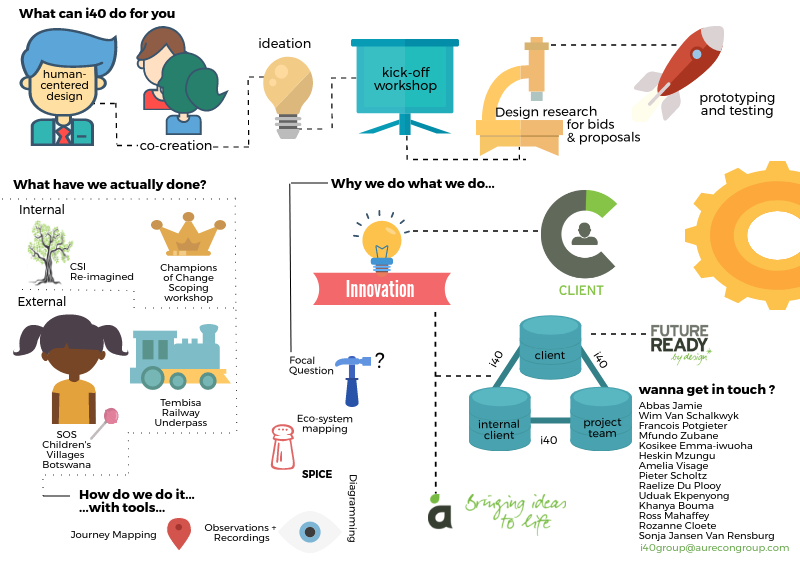 What can i40 do for you
human-
centered
design
co-creation
ideation
kick-off
workshop
Design research
for bids
& proposals
prototyping
and testing
What have we actually done?
Internal
CSI
Re-imagined
Champions
of Change
Scoping
workshop
External
SOS
Children's
Villages
Botswana
Tembisa
Railway
Underpass
Why we do what we do...
Innovation
CLIENT
Focal
Question
?
Eco-system
mapping
SPICE
Diagramming
client
i40
i40
internal
client
i40
project
team
FUTURE
READY
by design
wanna get in touch ?
Abbas Jamie
Wim Van Schalkwyk
Francois Potgieter
Mfundo Zubane
Kosikee Emma-iwuoha
Heskin Mzungu
Amelia Visage
Pieter Scholtz
Raelize Du Plooy
Uduak Ekpenyong
Khanya Bouma
Ross Mahaffey
Rozanne Cloete
Sonja Jansen Van Rensburg
i40group@aurecongroup.com
How do we do it...
...with tools...
Journey Mapping
Observations +
Recordings
a
Bringing ideas
to life